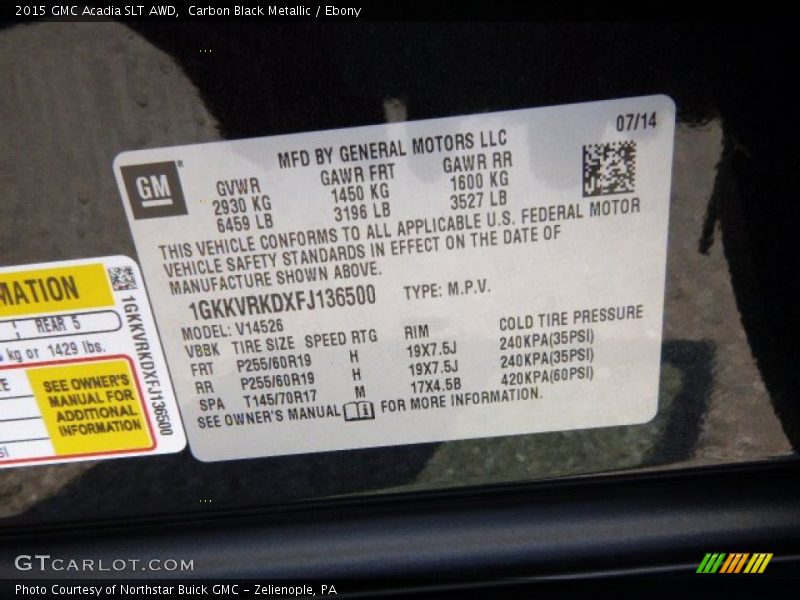 2015 GMC Acadia SLT AWD,  Carbon Black Metallic / Ebony
07/14
MFD BY GENERAL MOTORS LLC
GM
GVWR GAWR FRT GAWR RR
2930 KG 1450 KG 1600 KG
6459 LB 3196 LB 3527 LB
THIS VEHICLE CONFORMS TO ALL APPLICABLE U.S. FEDERAL MOTOR
VEHICLE SAFETY STANDARDS IN EFFECT ON THE DATE OF
MANUFACTURE SHOWN ABOVE.
1GKKVRKDXFJ136500 TYPE: M.P.V.
MODEL: V14526
VBBK TIRE SIZE SPEED RTG RIM COLD TIRE PRESSURE
FRT P255/60R19 H 19X7.5J 240KPA(35PSI)
RR P255/60R19 H 19X7.5J 240KPA(35PSI)
SPA T145/70R17 M 17X4.5B 420KPA(60PSI)
SEE OWNER'S MANUAL FOR MORE INFORMATION.
MATION
REAR 5
kg or 1429 lbs.
SEE OWNER'S
MANUAL FOR
ADDITIONAL
INFORMATION
1GKKVRKDXFJ136500
GTCARLOT.COM
Photo Courtesy of Northstar Buick GMC - Zelienople, PA